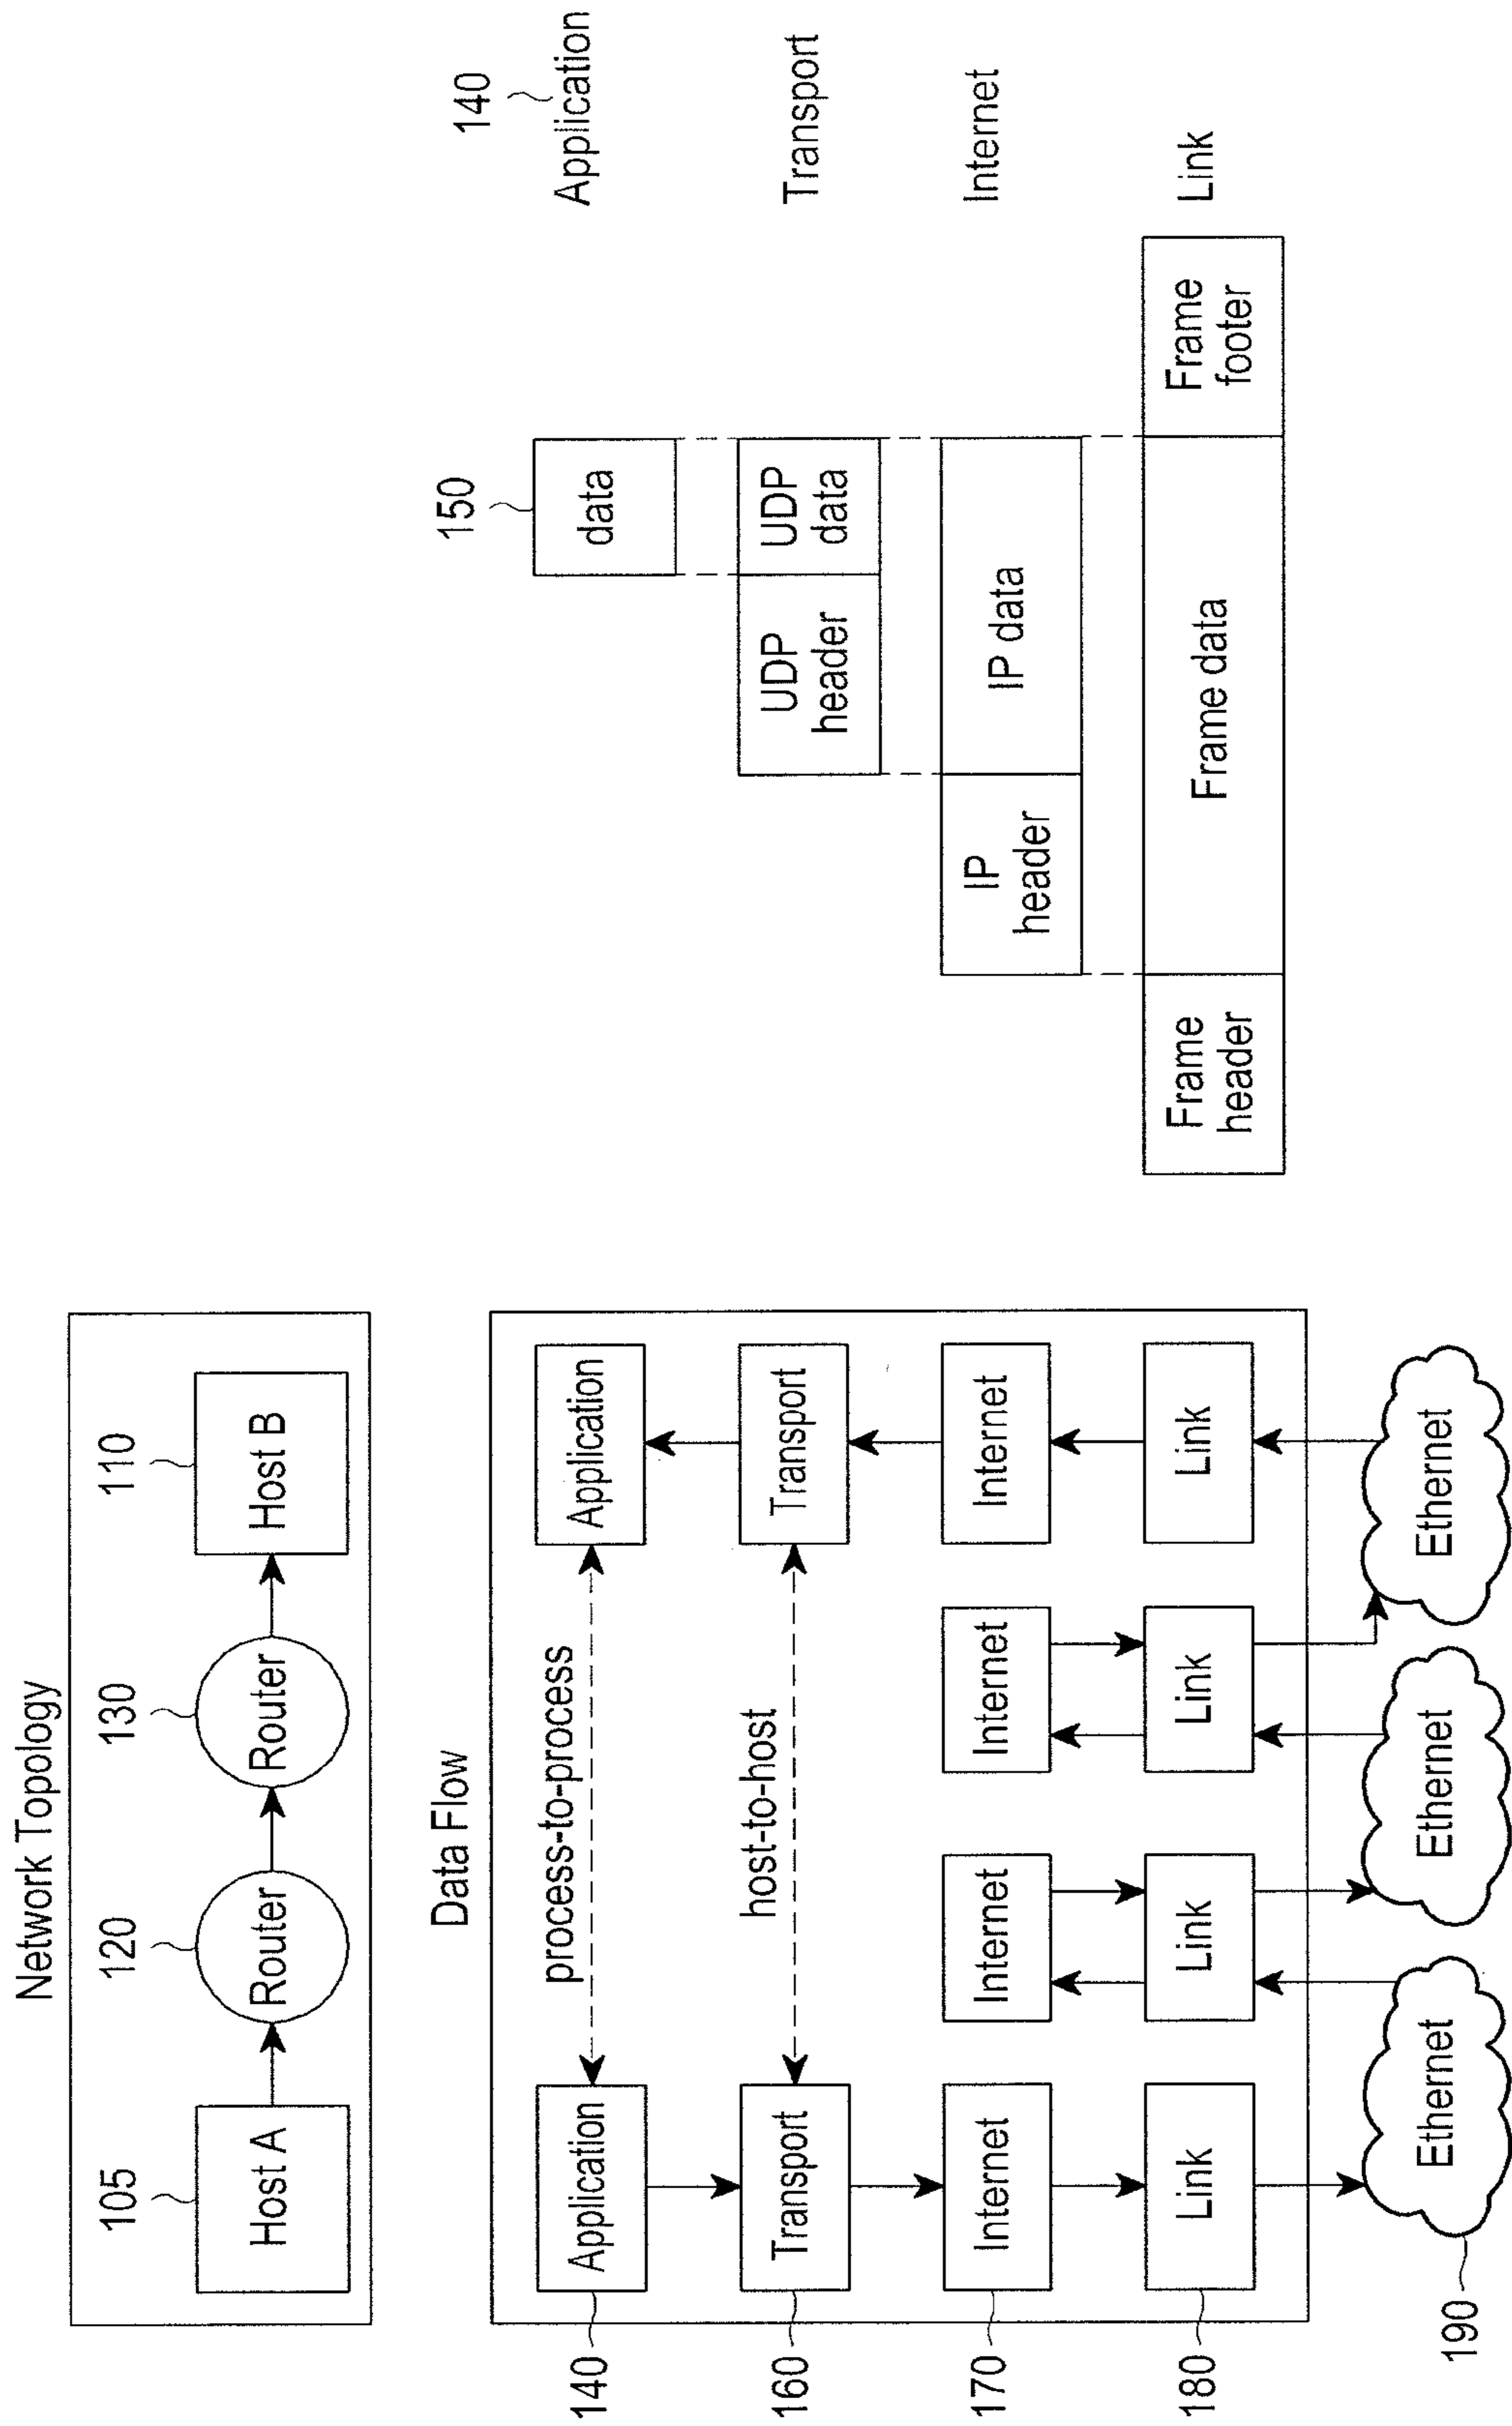 Network Topology
105
120
130
110
Host A
Router
Router
Host B
Data Flow
140
Application
process-to-process
Application
160
Transport
host-to-host
Transport
170
Internet
Internet
Internet
Internet
180
Link
Link
Link
Link
190
Ethernet
Ethernet
Ethernet
150
140
data
Application
UDP
header
UDP
data
Transport
IP
header
IP data
Internet
Frame
header
Frame data
Frame
footer
Link